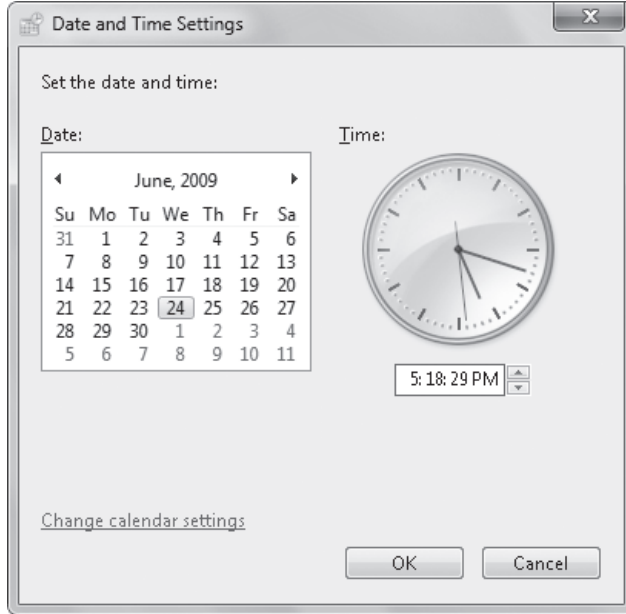 Date and Time Settings
x
Set the date and time:
Date:
Time:
June, 2009
Su Mo Tu We Th Fr Sa
31 1 2 3 4 5 6
7 8 9 10 11 12 13
14 15 16 17 18 19 20
21 22 23 24 25 26 27
28 29 30 1 2 3 4
5 6 7 8 9 10 11
5:18:29 PM
Change calendar settings
OK Cancel